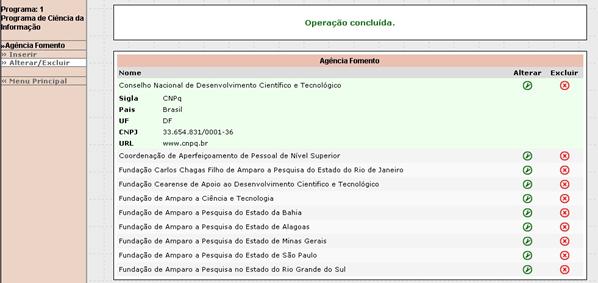 Programa: 1
Programa de Ciência da
Informação
»Agência Fomento
» Inserir
» Alterar/Excluir
« Menu Principal
Operação concluída.
Agência Fomento
Nome Alterar Excluir
Conselho Nacional de Desenvolvimento Científico e Tecnológico
Sigla CNPq
Pais Brasil
UF DF
CNPJ 33.654.831/0001-36
URL www.cnpq.br
Coordenação de Aperfeiçoamento de Pessoal de Nível Superior
Fundação Carlos Chagas Filho de Amparo a Pesquisa do Estado do Rio de Janeiro
Fundação Cearense de Apoio ao Desenvolvimento Cientifico e Tecnológico
Fundação de Amparo a Ciência e Tecnologia
Fundação de Amparo a Pesquisa do Estado da Bahia
Fundação de Amparo a Pesquisa do Estado de Alagoas
Fundação de Amparo a Pesquisa do Estado de Minas Gerais
Fundação de Amparo a Pesquisa do Estado de São Paulo
Fundação de Amparo a Pesquisa no Estado do Rio Grande do Sul